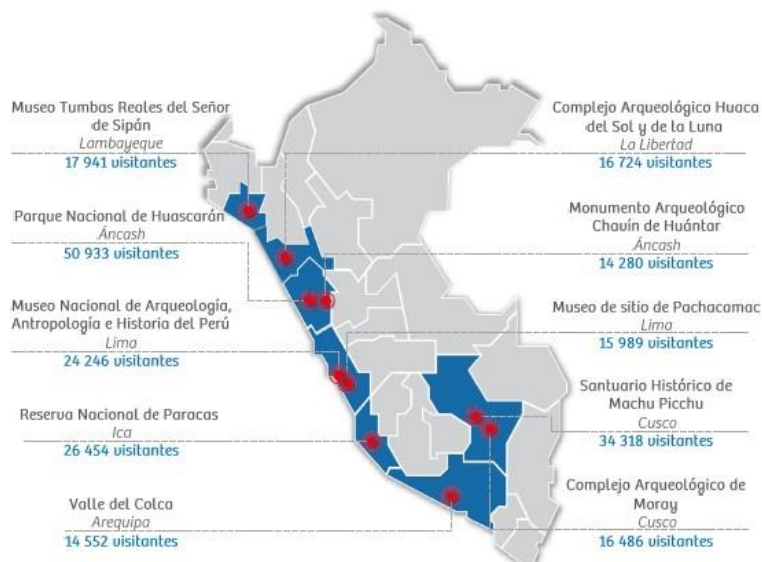 Museo Tumbas Reales del Señor
de Sipán
Lambayeque
17 941 visitantes
Parque Nacional de Huascarán
Áncash
50 933 visitantes
Museo Nacional de Arqueología,
Antropología e Historia del Perú
Lima
24 246 visitantes
Reserva Nacional de Paracas
Ica
26 454 visitantes
Valle del Colca
Arequipa
14 552 visitantes
Complejo Arqueológico Huaca
del Sol y de la Luna
La Libertad
16 724 visitantes
Monumento Arqueológico
Chavín de Huántar
Áncash
14 280 visitantes
Museo de sitio de Pachacamac
Lima
15 989 visitantes
Santuario Histórico de
Machu Picchu
Cusco
34 318 visitantes
Complejo Arqueológico de
Moray
Cusco
16 486 visitantes